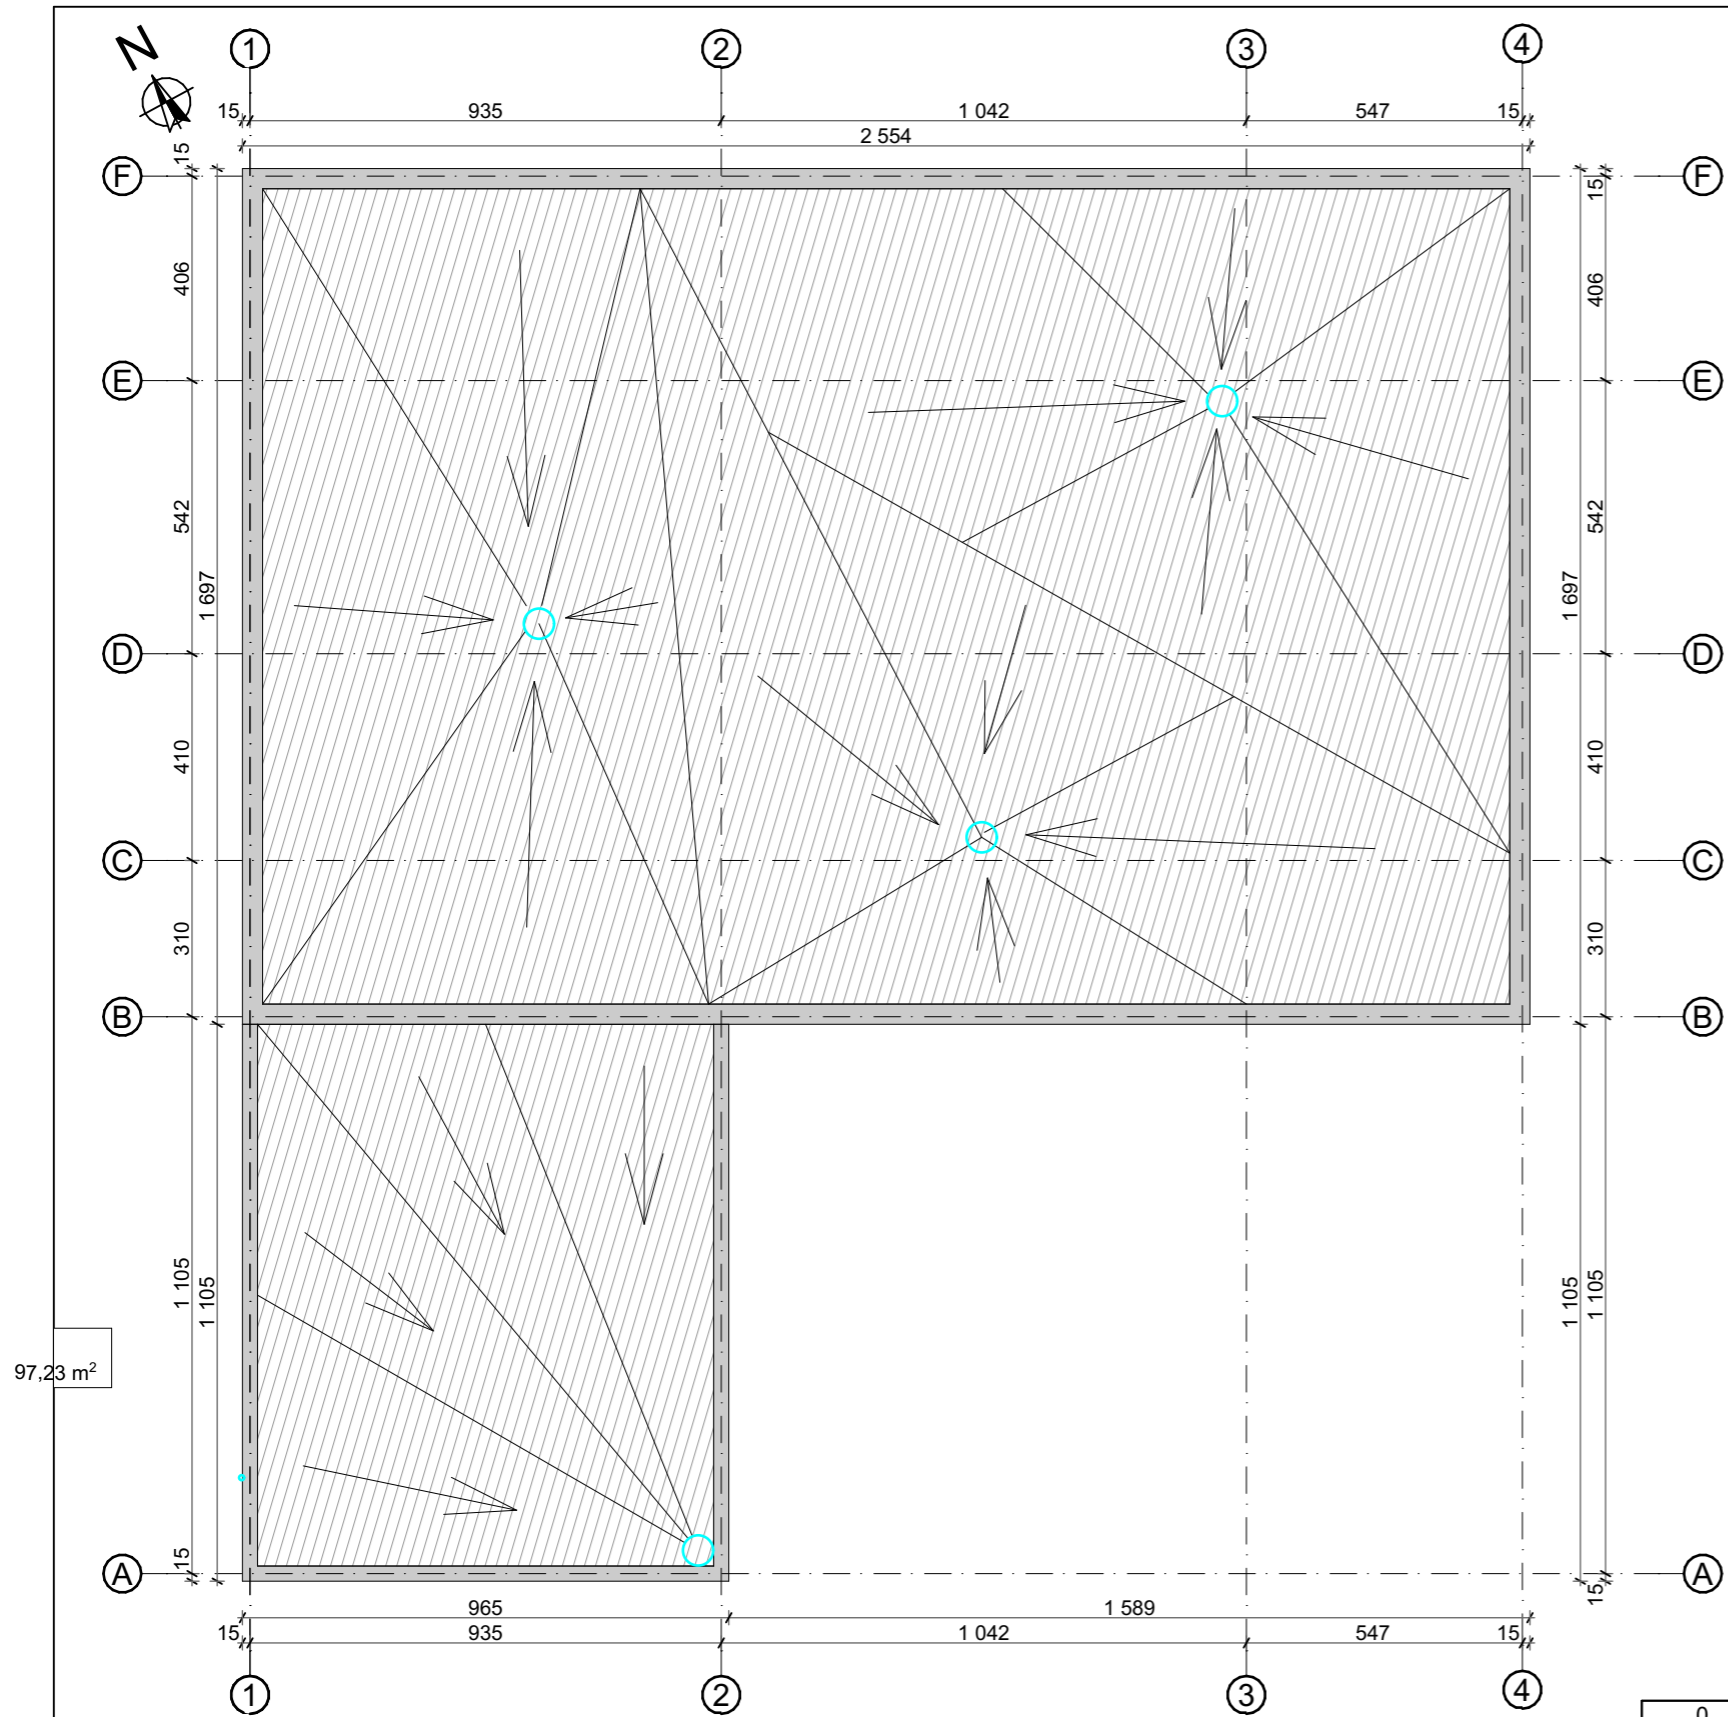 N
1 2 3 4
15 935 1 042 547 15
2 554
15 15
F F
406 406
E E
542 542
1 697 1 697
D D
410 410
C C
310 310
B B
1 105 1 105 1 105 1 105
97,23 m²
15 15
A A
965 1 589
15 935 1 042 547 15
1 2 3 4
0